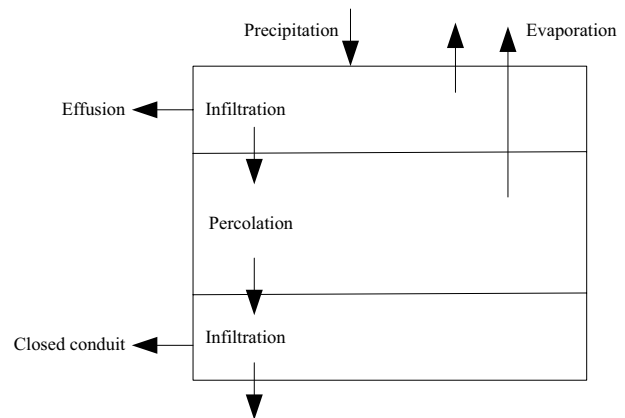 Precipitation
Evaporation
Effusion
Infiltration
Percolation
Closed conduit
Infiltration